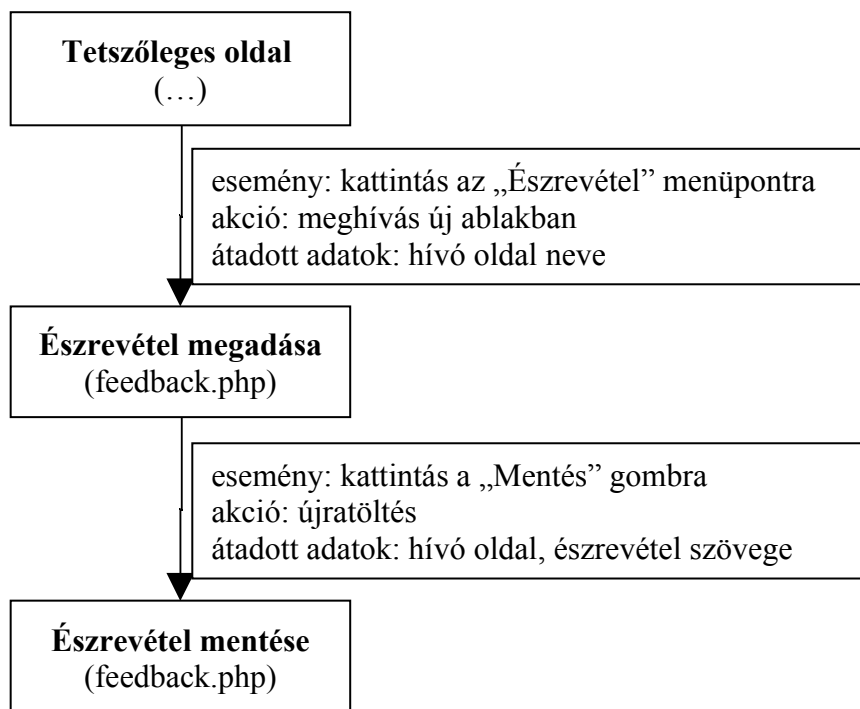 Tetszőleges oldal
(…)
esemény: kattintás az „Észrevétel” menüpontra
akció: meghívás új ablakban
átadott adatok: hívó oldal neve
Észrevétel megadása
(feedback.php)
esemény: kattintás a „Mentés” gombra
akció: újratöltés
átadott adatok: hívó oldal, észrevétel szövege
Észrevétel mentése
(feedback.php)